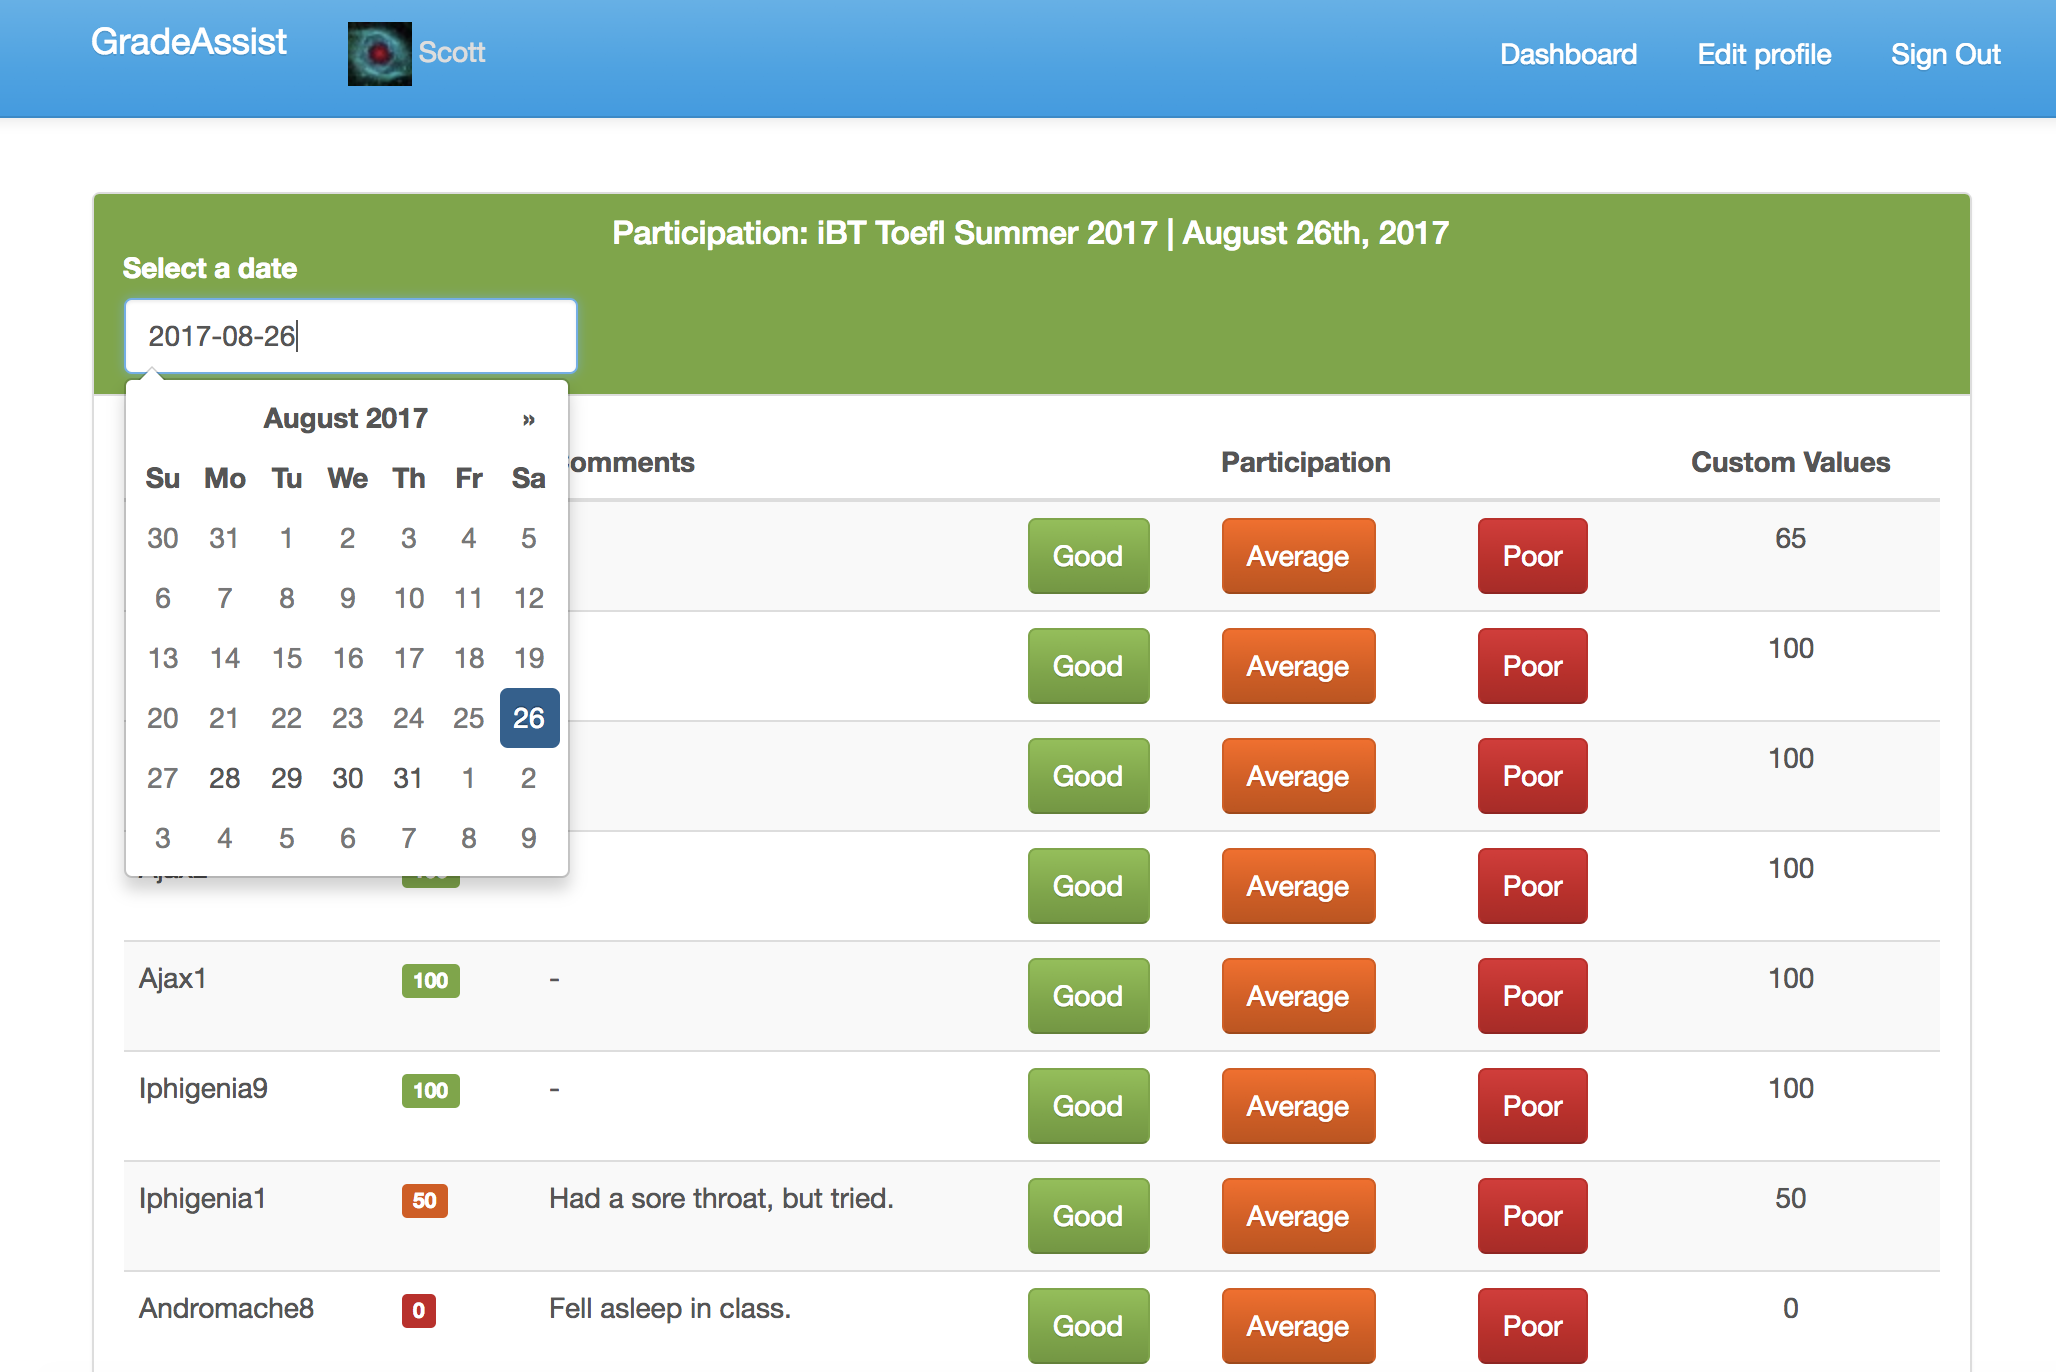 GradeAssist
Scott
Dashboard Edit profile Sign Out
Participation: iBT Toefl Summer 2017 | August 26th, 2017
Select a date
2017-08-26
August 2017 »
Su Mo Tu We Th Fr Sa
30 31 1 2 3 4 5
6 7 8 9 10 11 12
13 14 15 16 17 18 19
20 21 22 23 24 25 26
27 28 29 30 31 1 2
3 4 5 6 7 8 9
omments Participation Custom Values
Good Average Poor 65
Good Average Poor 100
Good Average Poor 100
Good Average Poor 100
Ajax1 100 - Good Average Poor 100
Iphigenia9 100 - Good Average Poor 100
Iphigenia1 50 Had a sore throat, but tried. Good Average Poor 50
Andromache8 0 Fell asleep in class. Good Average Poor 0